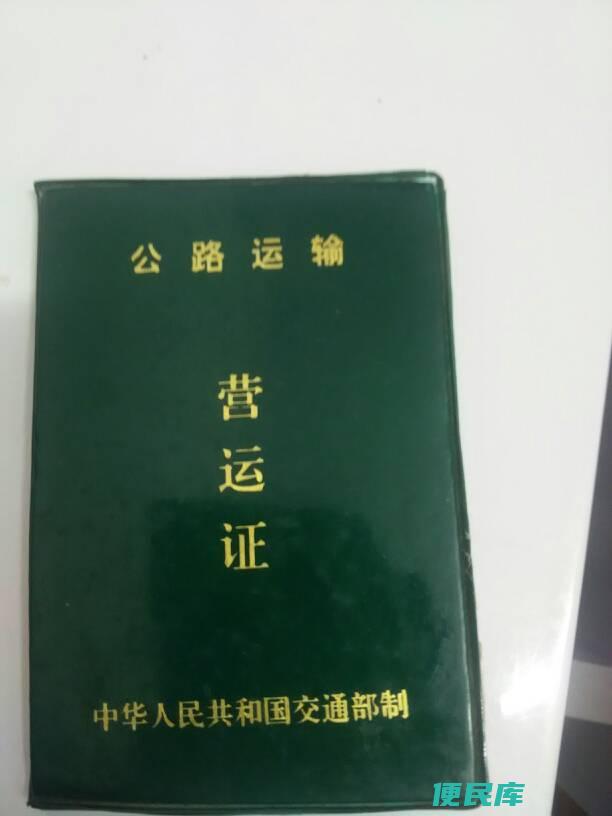 公路运输
营
运
证
中华人民共和国交通部制
便民库